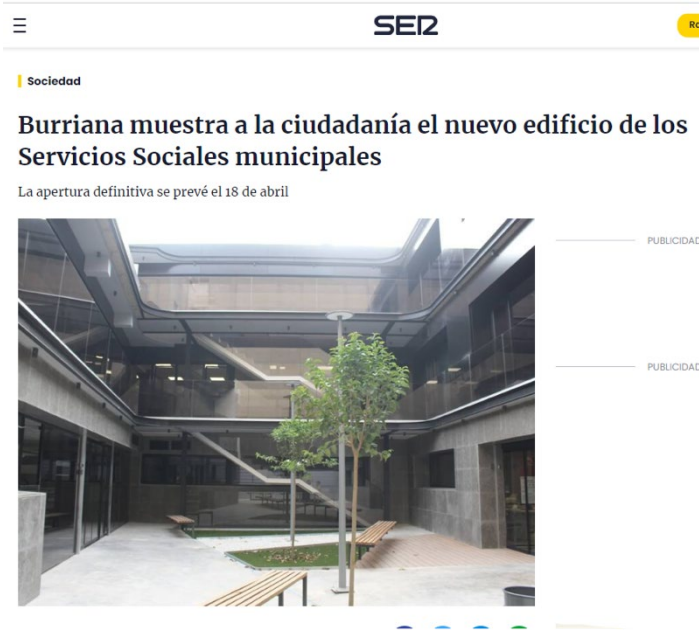 SER
Sociedad
Burriana muestra a la ciudadanía el nuevo edificio de los
Servicios Sociales municipales
La apertura definitiva se prevé el 18 de abril
PUBLICIDAD
PUBLICIDAD